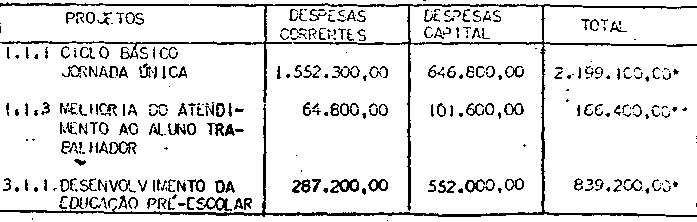 PROJETOS DESPESAS CORRENTES DESPESAS CAPITAL TOTAL
1.1.1 CICLO BÁSICO
JORNADA ÚNICA 1.552.300,00 646.800,00 2.199.100,00*
1.1.3 MELHORIA DO ATENDI- 64.800,00 101.600,00 166.400,00**
MENTO AO ALUNO TRA-
BALHADOR
3.1.1.DESENVOLVIMENTO DA 287.200,00 552.000,00 839.200,00*
EDUCAÇÃO PRÉ-ESCOLAR